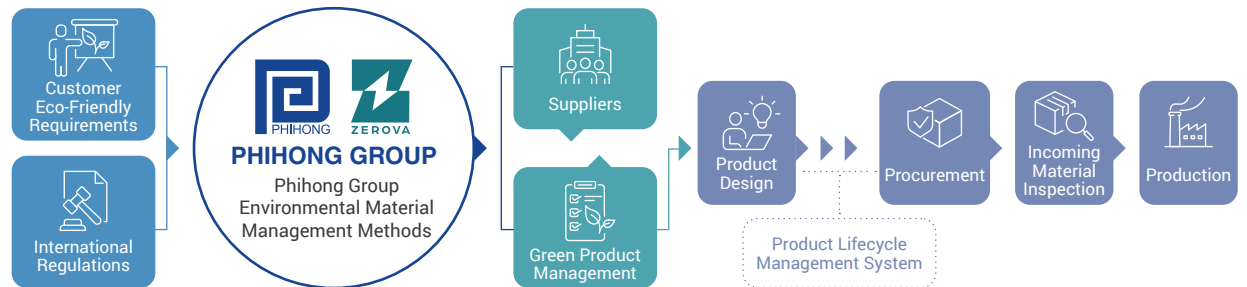 Customer
Eco-Friendly
Requirements
International
Regulations
PHIHONG
ZEROVA
PHIHONG GROUP
Phihong Group
Environmental Material
Management Methods
Suppliers
Green Product
Management
Product
Design
Product Lifecycle
Management System
Procurement
Incoming
Material
Inspection
Production